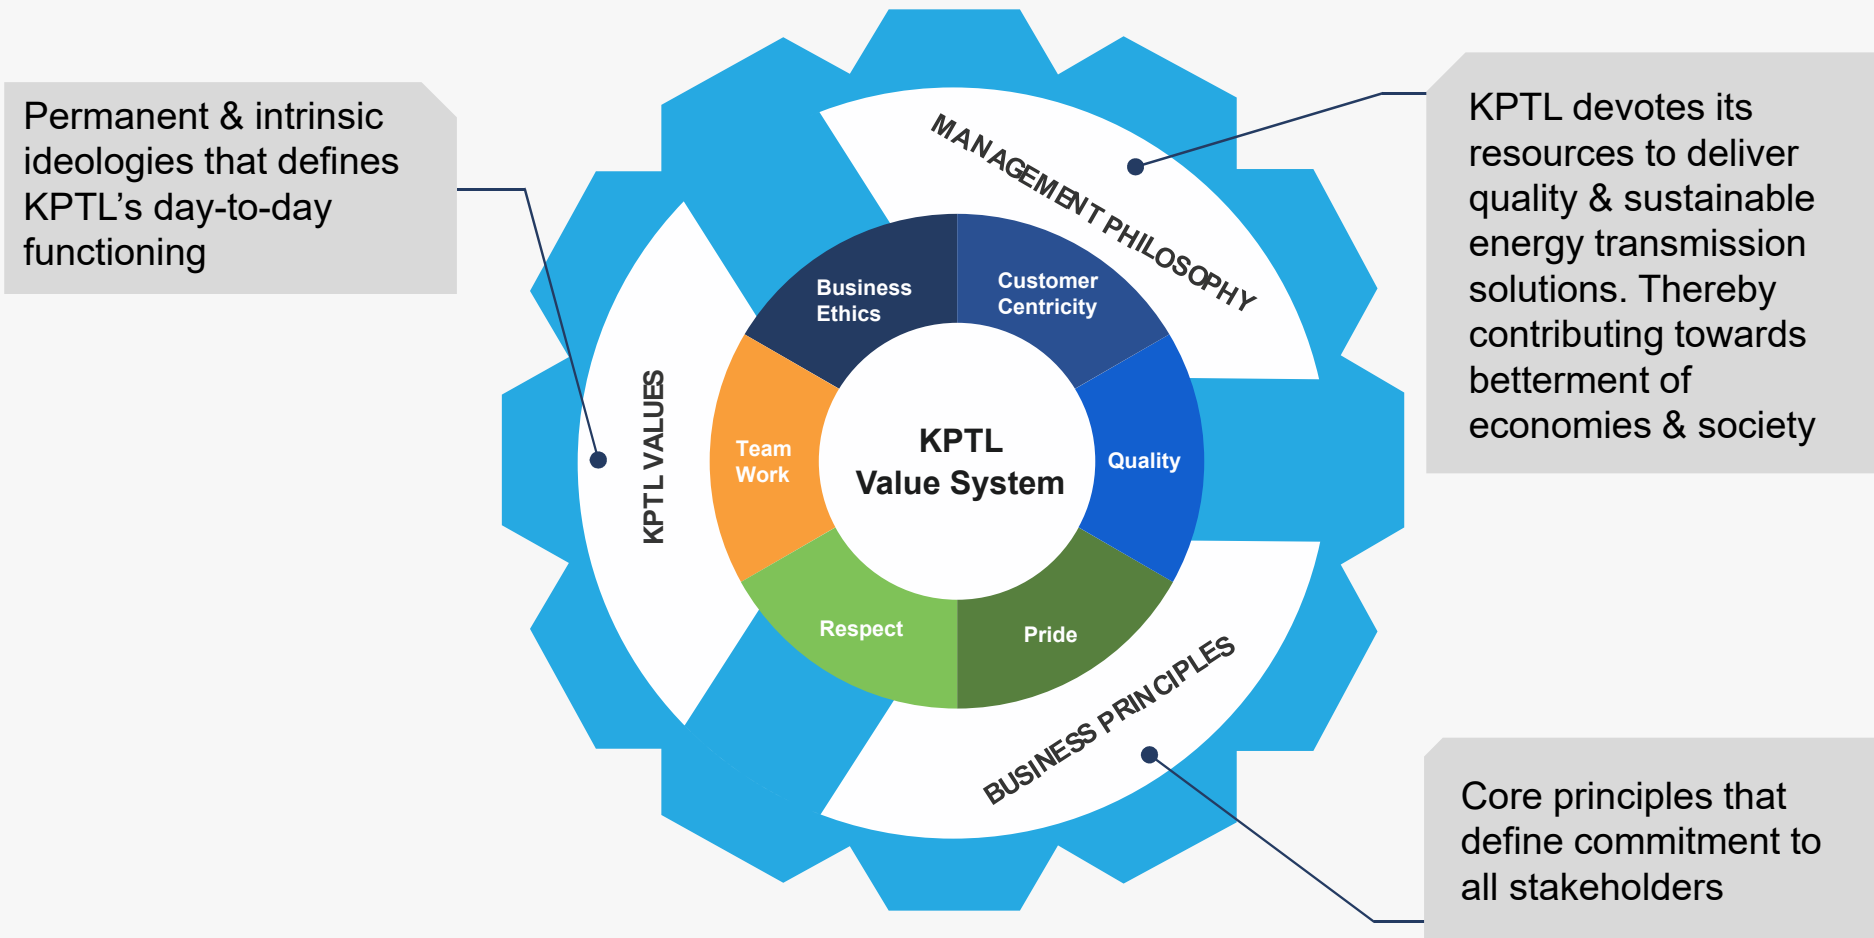 Permanent & intrinsic
ideologies that defines
KPTL’s day-to-day
functioning
MANAGEMENT PHILOSOPHY
KPTL devotes its
resources to deliver
quality & sustainable
energy transmission
solutions. Thereby
contributing towards
betterment of
economies & society
KPTL VALUES
Business
Ethics
Customer
Centricity
Team
Work
KPTL
Value System
Quality
Respect
Pride
BUSINESS PRINCIPLES
Core principles that
define commitment to
all stakeholders